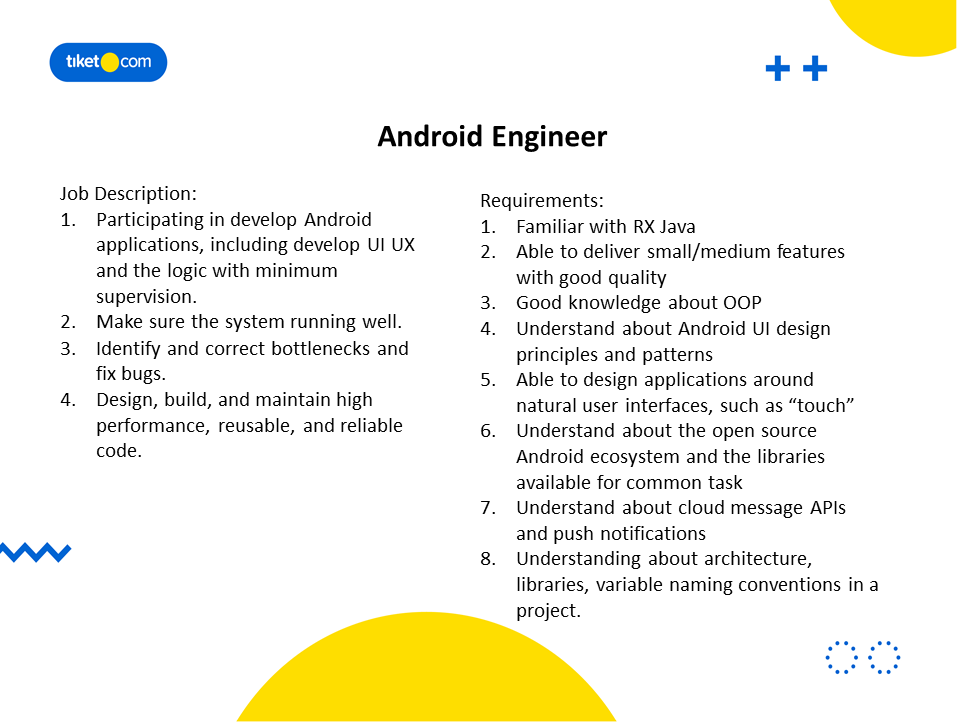 tiket com
Android Engineer
Job Description:
1. Participating in develop Android
applications, including develop UI UX
and the logic with minimum
supervision.
2. Make sure the system running well.
3. Identify and correct bottlenecks and
fix bugs.
4. Design, build, and maintain high
performance, reusable, and reliable
code.
Requirements:
1. Familiar with RX Java
2. Able to deliver small/medium features
with good quality
3. Good knowledge about OOP
4. Understand about Android UI design
principles and patterns
5. Able to design applications around
natural user interfaces, such as “touch”
6. Understand about the open source
Android ecosystem and the libraries
available for common task
7. Understand about cloud message APIs
and push notifications
8. Understanding about architecture,
libraries, variable naming conventions in a
project.